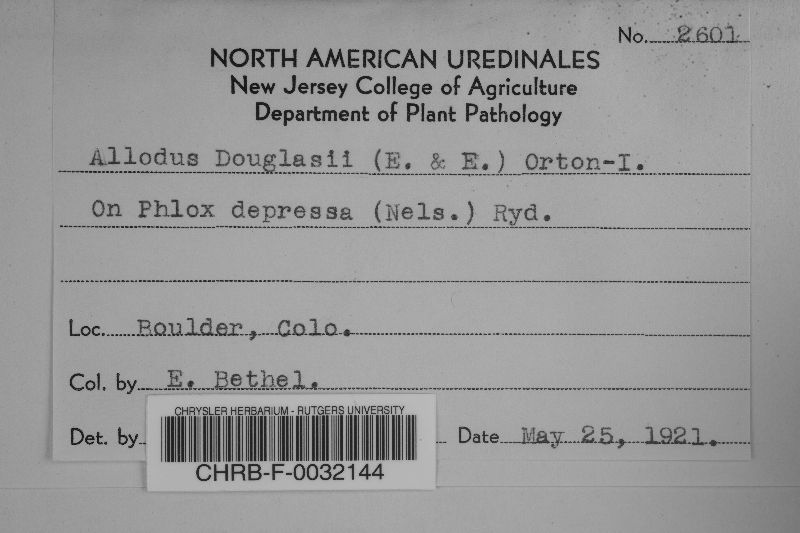 No. 2601
NORTH AMERICAN UREDINALES
New Jersey College of Agriculture
Department of Plant Pathology
Allodus Douglasii (E. & E.) Orton-I.
On Phlox depressa (Nels.) Ryd.
Loc. Boulder, Colo.
Col. by E. Bethel.
Det. by Date May 25, 1921.
CHRYSLER HERBARIUM - RUTGERS UNIVERSITY
CHRB-F-0032144